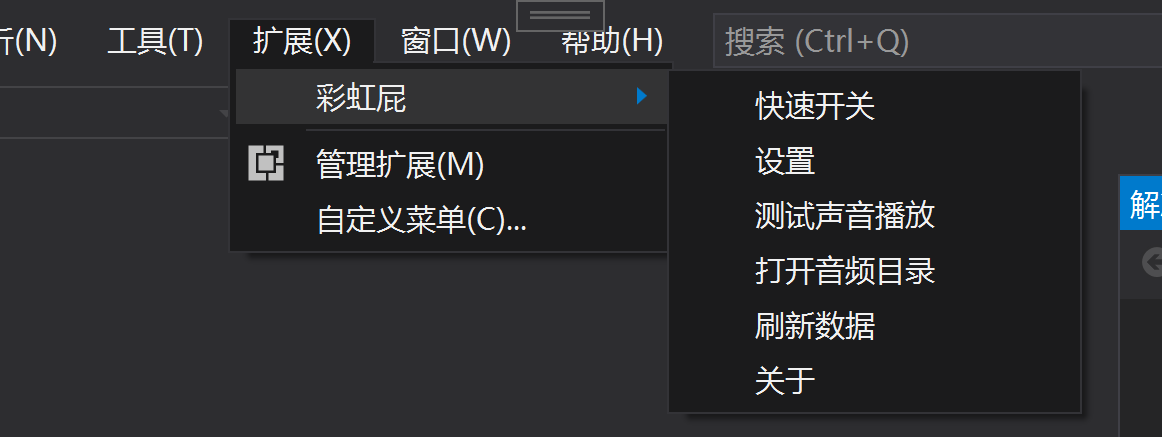 析(N) 工具(T) 扩展(X) 窗口(W) 帮助(H) 搜索 (Ctrl+Q)
彩虹屁
管理扩展(M)
自定义菜单(C)...
快速开关
设置
测试声音播放
打开音频目录
刷新数据
关于
解